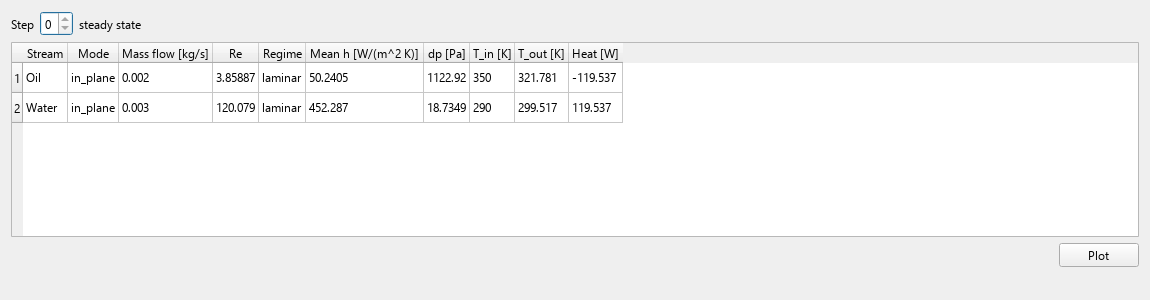 Step 0 steady state
Stream Mode Mass flow [kg/s] Re Regime Mean h [W/(m^2 K)] dp [Pa] T_in [K] T_out [K] Heat [W]
1 Oil in_plane 0.002 3.85887 laminar 50.2405 1122.92 350 321.781 -119.537
2 Water in_plane 0.003 120.079 laminar 452.287 18.7349 290 299.517 119.537
Plot